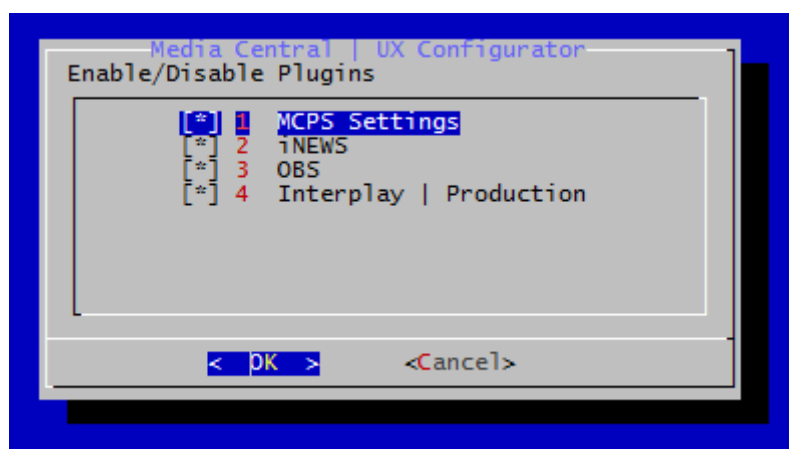 Media Central | UX Configurator
Enable/Disable Plugins
[*] 1 MCPS Settings
[*] 2 iNEWS
[*] 3 OBS
[*] 4 Interplay | Production
< OK > <Cancel>